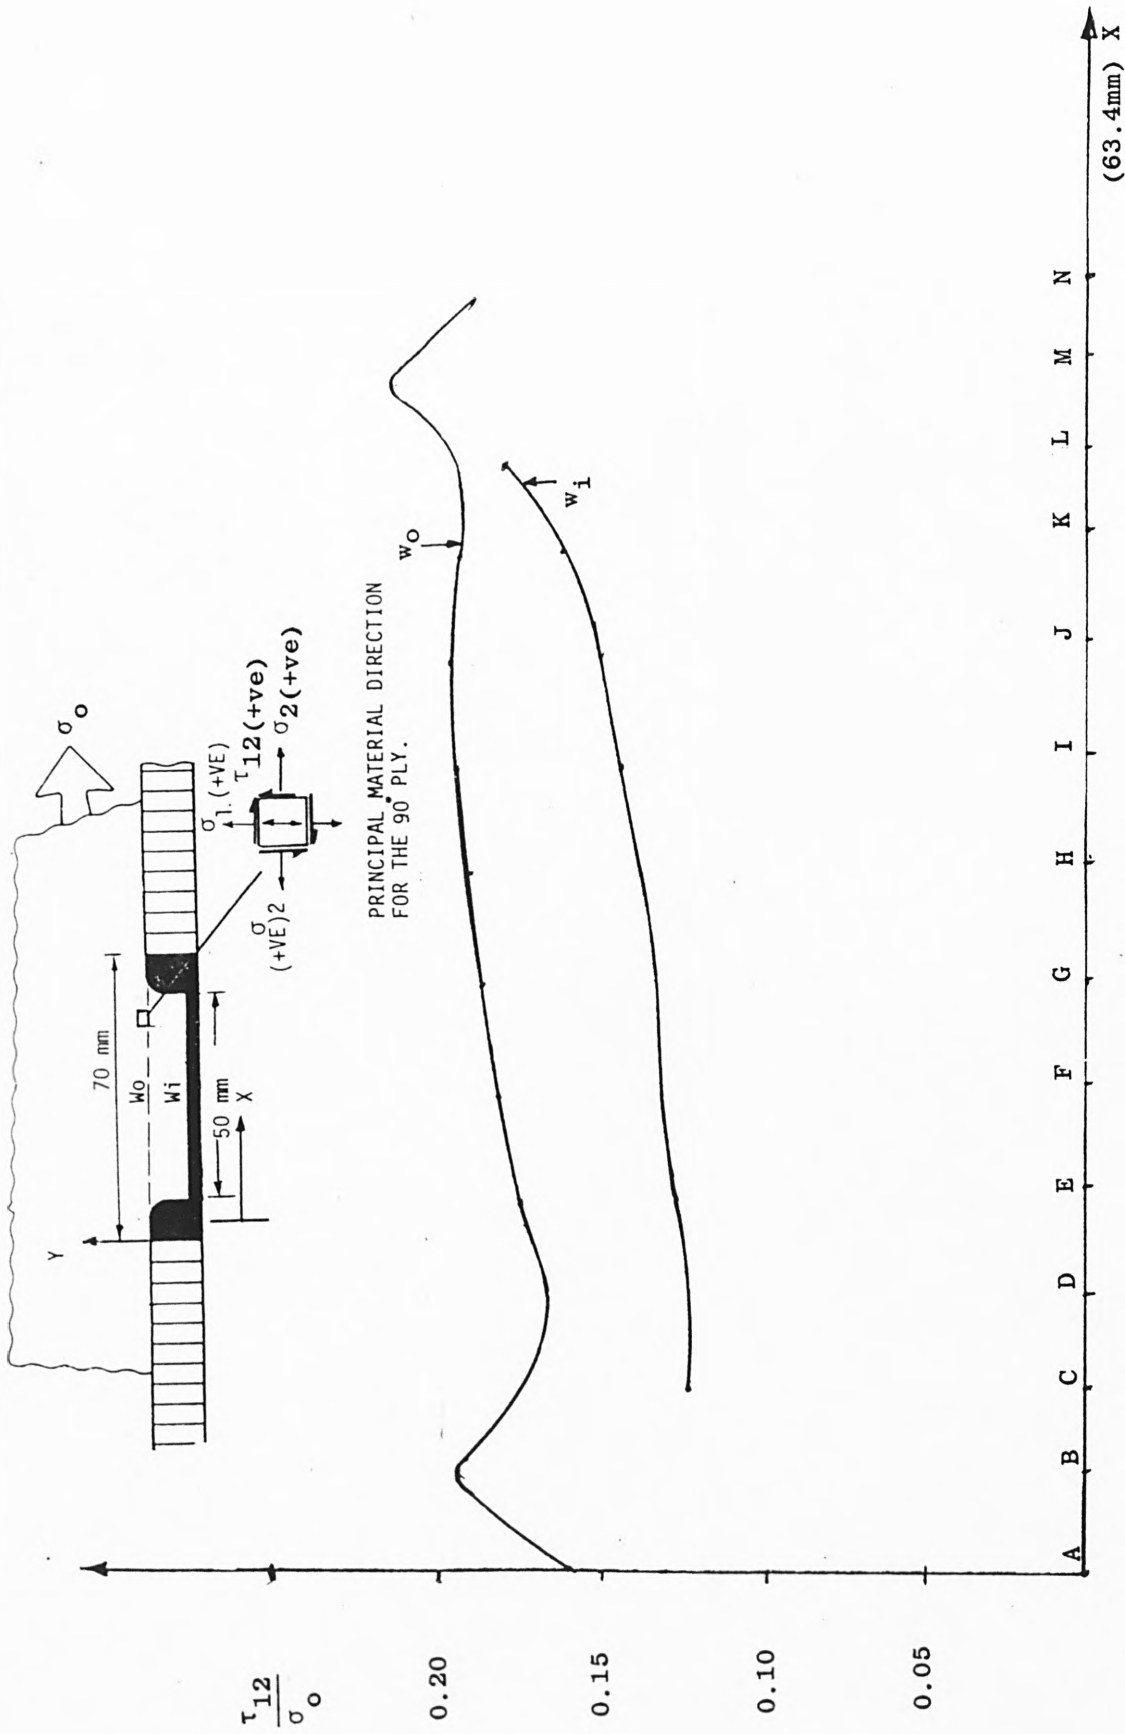 σo
70 mm
Y
Wo
Wi
50 mm
X
σ1 (+VE)
τ12(+ve)
σ2(+ve)
σ
(+VE)2
PRINCIPAL MATERIAL DIRECTION
FOR THE 90° PLY.
wo
wi
τ12
σo
0.20
0.15
0.10
0.05
A B C D E F G H I J K L M N
(63.4mm) X